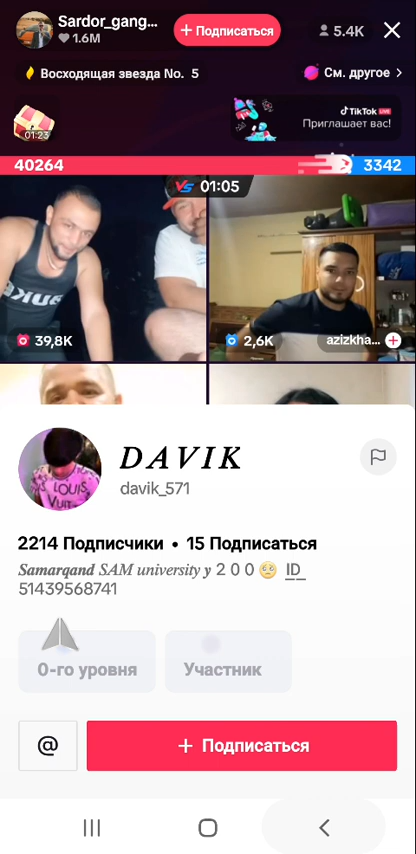 Sardor_gang...
1.6M
+ Подписаться
5.4K
Восходящая звезда No. 5
См. другое >
01:23
TikTok LIVE
Приглашает вас!
40264
3342
VS 01:05
39,8K
2,6K
azizkha...
DAVIK
davik_571
2214 Подписчики • 15 Подписаться
Samarqand SAM university y 2 0 0 🥺 ID
51439568741
0-го уровня
Участник
@
+ Подписаться